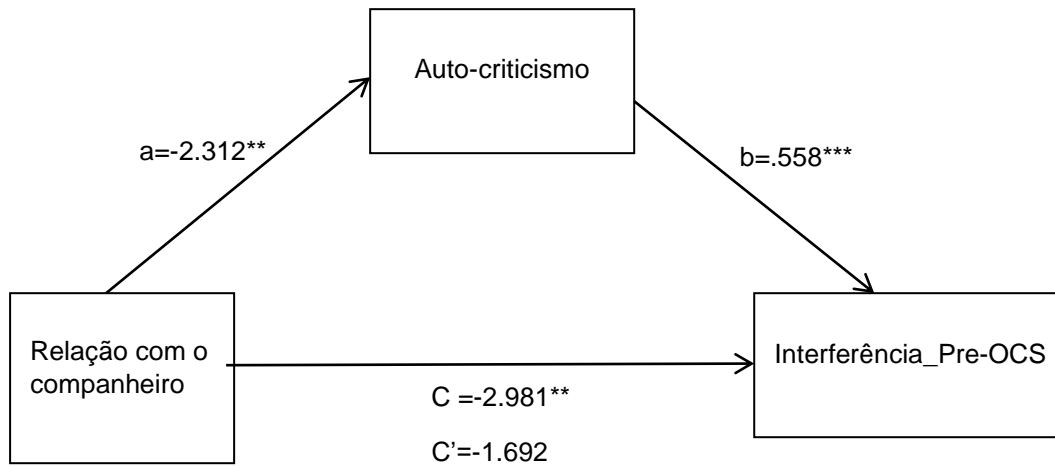 Auto-criticismo
a=-2.312**
b=.558***
Relação com o
companheiro
Interferência_Pre-OCS
C =-2.981**
C’=-1.692